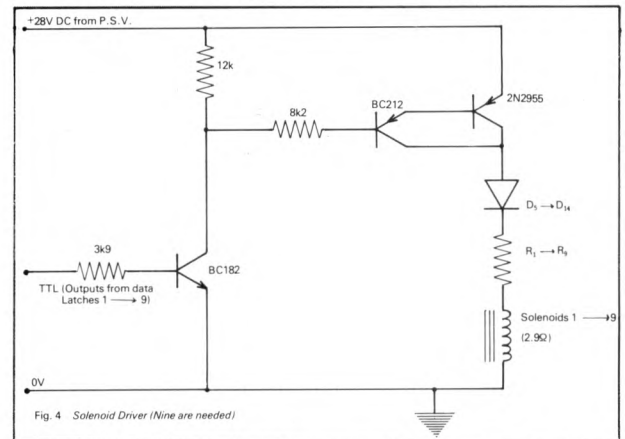 +28V DC from P.S.V.
12k
8k2
BC212
2N2955
D₅ → D₁₄
R₁ → R₉
3k9
BC182
TTL (Outputs from data
Latches 1 → 9)
Solenoids 1 → 9
(2.9Ω)
0V
Fig. 4 Solenoid Driver (Nine are needed)